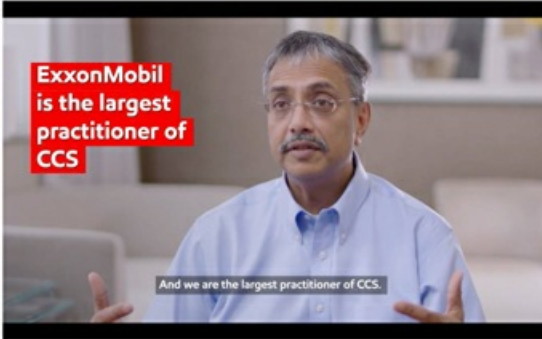 ExxonMobil
is the largest
practitioner of
CCS
And we are the largest practitioner of CCS.